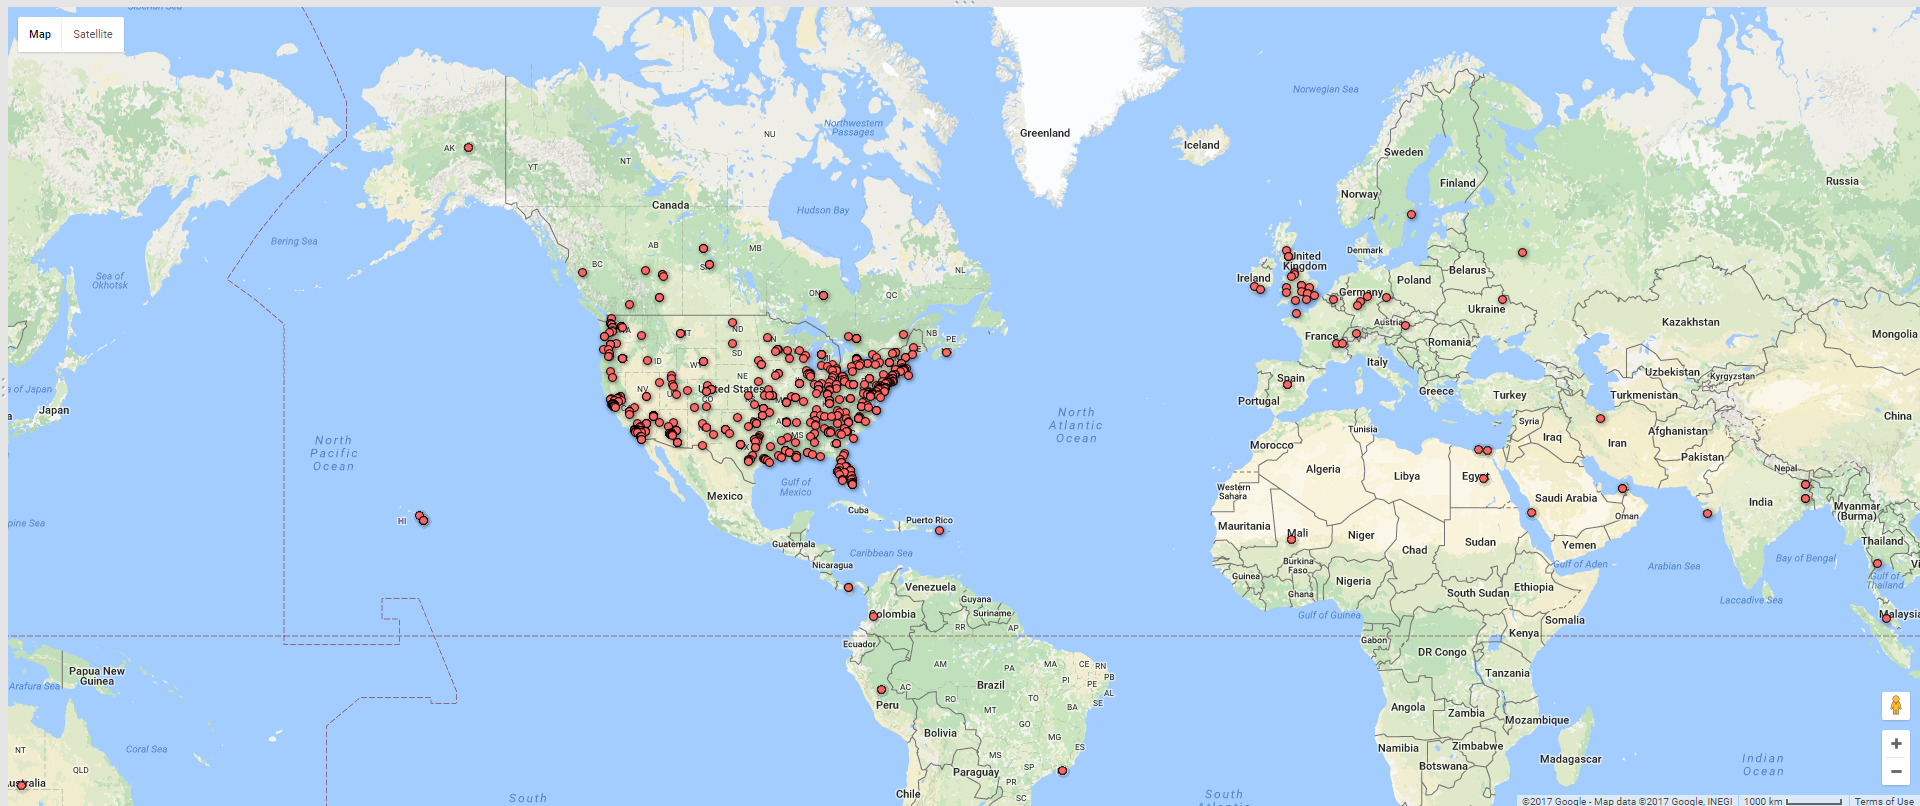 Siberian Sea
Map
Satellite
Norwegian Sea
Northwestern
Passages
NU
Greenland
Iceland
AK
Sweden
NT
YT
Finland
Russia
Norway
Canada
Hudson Bay
Bering Sea
AB
MB
BC
Denmark
United
Kingdom
Sea of
Okhotsk
NL
Belarus
Ireland
Poland
ON
QC
Germany
Ukraine
Kazakhstan
Austria
NB
PE
ND
France
Romania
Mongolia
SD
ID
Italy
NE
Uzbekistan
Kyrgyzstan
Spain
Greece
Turkey
Turkmenistan
a of Japan
NV
United States
CO
Portugal
Japan
North
Atlantic
Ocean
China
Syria
Tunisia
Iraq
Iran
Afghanistan
MS
Morocco
North
Pacific
Ocean
Pakistan
Algeria
Libya
Egypt
Nepal
Gulf of
Mexico
Mexico
Western
Sahara
Saudi Arabia
India
Myanmar
(Burma)
Cuba
Oman
HI
Puerto Rico
pine Sea
Mauritania
Mali
Niger
Chad
Sudan
Yemen
Thailand
Guatemala
Caribbean Sea
Nicaragua
Burkina
Faso
Gulf of Aden
Arabian Sea
Bay of Bengal
Guinea
Nigeria
Ethiopia
Gulf of
Thailand
Venezuela
Ghana
South Sudan
Guyana
Suriname
Laccadive Sea
Colombia
Gulf of Guinea
Somalia
Malaysia
RR
AP
Kenya
Ecuador
Gabon
DR Congo
AM
PA
MA
CE
RN
PB
PE
AL
SE
PI
Papua New
Guinea
Tanzania
Arafura Sea
AC
Brazil
RO
TO
BA
Peru
MT
Angola
Zambia
Mozambique
GO
Bolivia
MG
ES
NT
Coral Sea
Namibia
Zimbabwe
Madagascar
Indian
Ocean
QLD
MS
SP
Botswana
Paraguay
PR
Chile
SC
South
South
©2017 Google - Map data ©2017 Google, INEGI
1000 km
Terms of Use